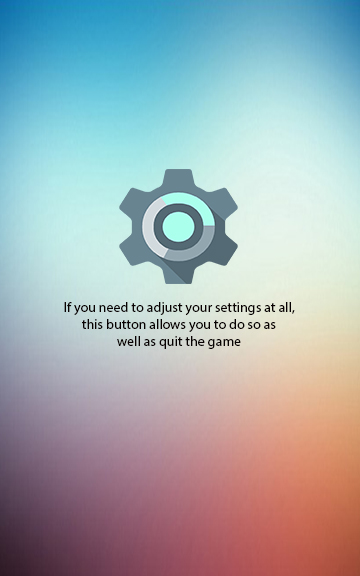 If you need to adjust your settings at all,
this button allows you to do so as
well as quit the game